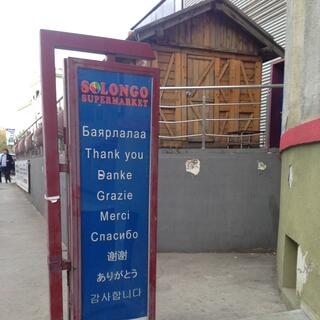 SOLONGO
SUPERMARKET
Баярлалаа
Thank you
Danke
Grazie
Merci
Спасибо
谢谢
ありがとう
감사합니다